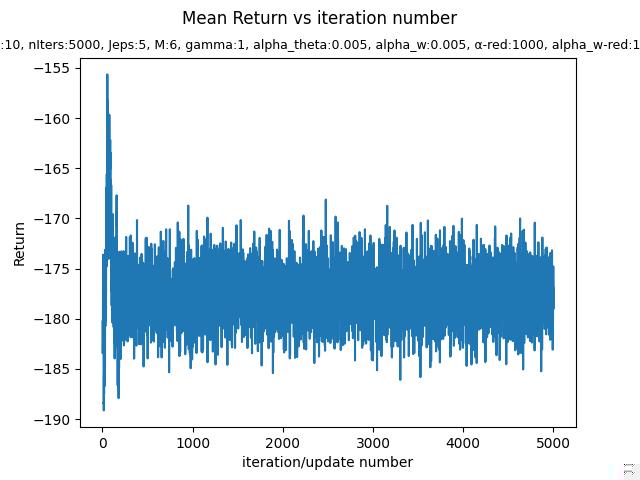 Mean Return vs iteration number
:10, nIters:5000, Jeps:5, M:6, gamma:1, alpha_theta:0.005, alpha_w:0.005, α-red:1000, alpha_w-red:1
−155
−160
−165
−170
−175
−180
−185
−190
Return
0 1000 2000 3000 4000 5000
iteration/update number